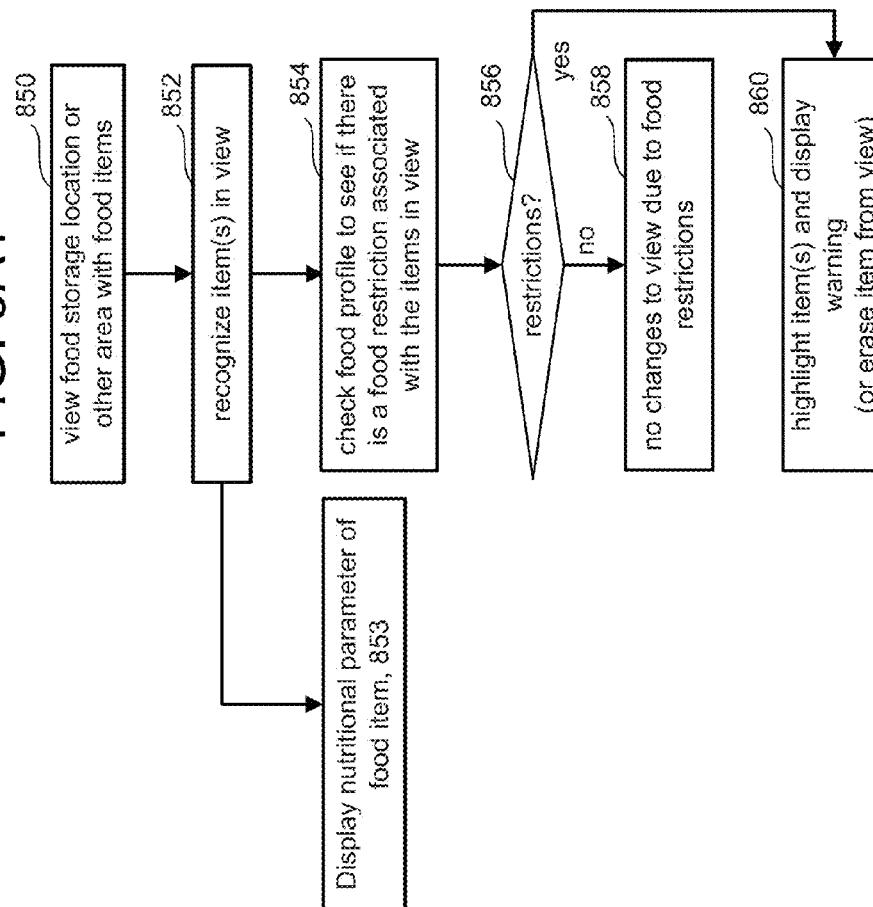 850
view food storage location or
other area with food items
852
recognize item(s) in view
Display nutritional parameter of
food item, 853
854
check food profile to see if there
is a food restriction associated
with the items in view
856
restrictions?
yes
no
858
no changes to view due to food
restrictions
860
highlight item(s) and display
warning
(or erase item from view)